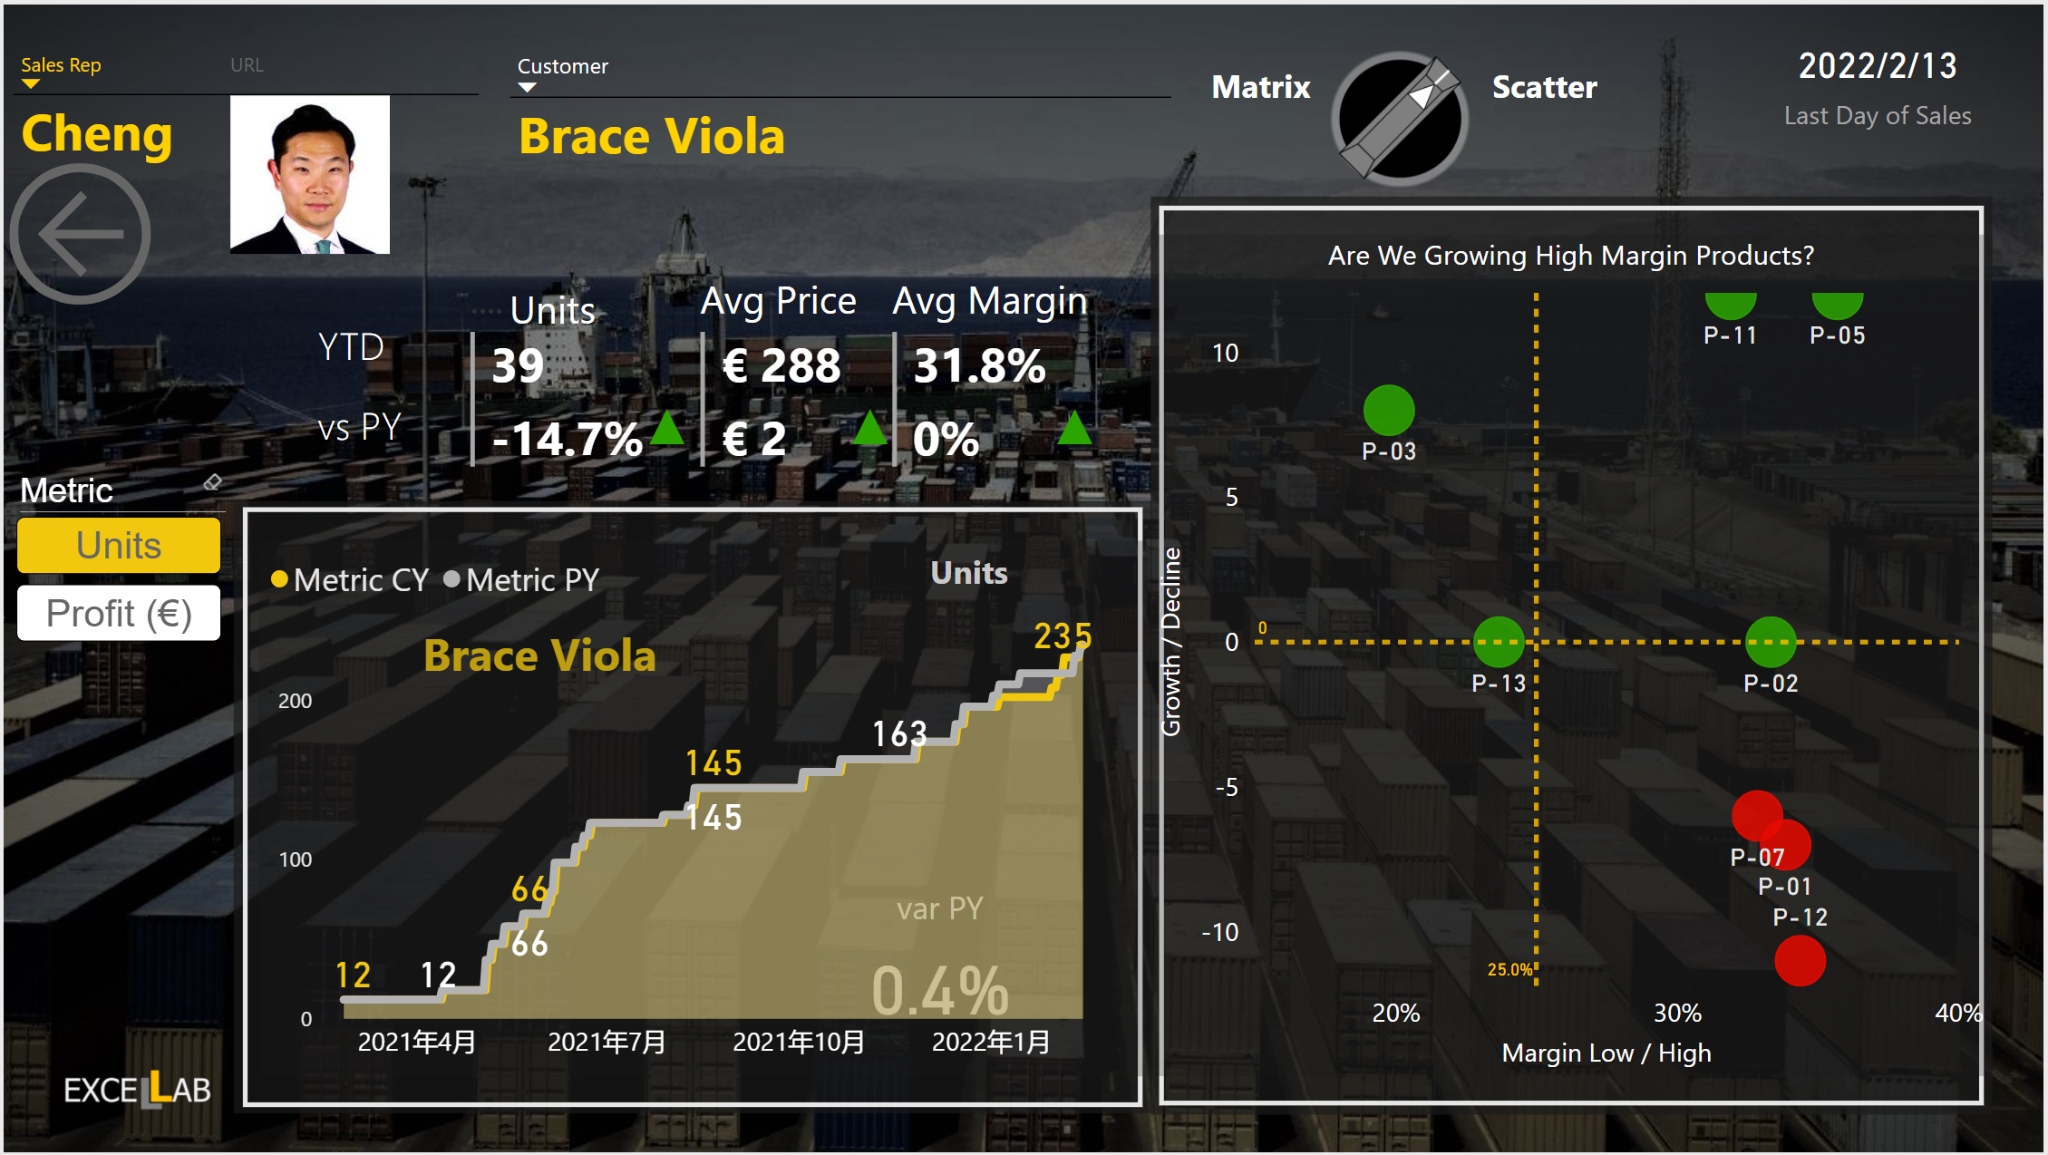 Sales Rep
URL
Cheng
Customer
Brace Viola
Matrix
Scatter
2022/2/13
Last Day of Sales
Units
Avg Price
Avg Margin
YTD
39
€ 288
31.8%
vs PY
-14.7%
€ 2
0%
Metric
Units
Profit (€)
Metric CY
Metric PY
Units
Brace Viola
235
200
163
145
145
100
66
66
var PY
0.4%
12
12
0
2021年4月
2021年7月
2021年10月
2022年1月
EXCELLAB
Are We Growing High Margin Products?
P-11
P-05
10
P-03
5
Growth / Decline
0
0
P-13
P-02
-5
P-07
P-01
P-12
-10
25.0%
20%
30%
40%
Margin Low / High